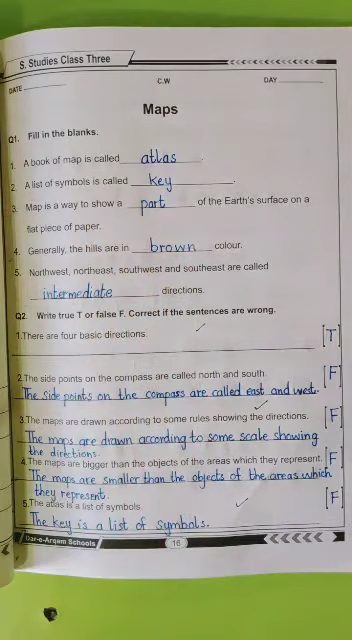 S. Studies Class Three
DATE
C.W
DAY
Maps
Q1. Fill in the blanks.
1. A book of map is called atlas.
2. A list of symbols is called key.
3. Map is a way to show a part of the Earth's surface on a
flat piece of paper.
4. Generally, the hills are in brown colour.
5. Northwest, northeast, southwest and southeast are called
intermediate directions.
Q2. Write true T or false F. Correct if the sentences are wrong.
1.There are four basic directions. [T]
2.The side points on the compass are called north and south. [F]
The side points on the compass are called east and west.
3.The maps are drawn according to some rules showing the directions. [F]
The maps are drawn according to some scale showing
the directions.
4.The maps are bigger than the objects of the areas which they represent. [F]
The maps are smaller than the objects of the areas which
they represent.
5.The atlas is a list of symbols. [F]
The key is a list of symbols.
Dar-e-Arqam Schools
16